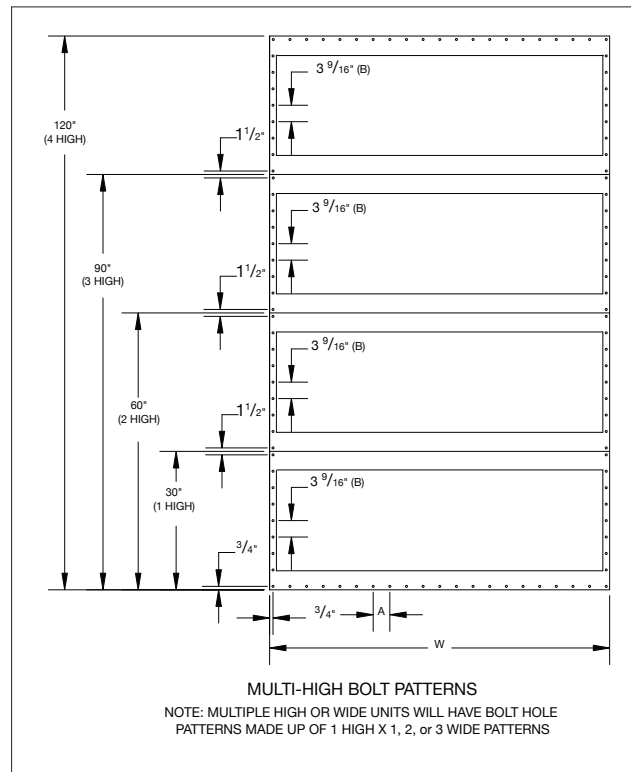 3 9/16" (B)
120"
(4 HIGH)
1 1/2"
3 9/16" (B)
90"
(3 HIGH)
1 1/2"
3 9/16" (B)
60"
(2 HIGH)
1 1/2"
3 9/16" (B)
30"
(1 HIGH)
3/4"
3/4" A
W
MULTI-HIGH BOLT PATTERNS
NOTE: MULTIPLE HIGH OR WIDE UNITS WILL HAVE BOLT HOLE
PATTERNS MADE UP OF 1 HIGH X 1, 2, or 3 WIDE PATTERNS